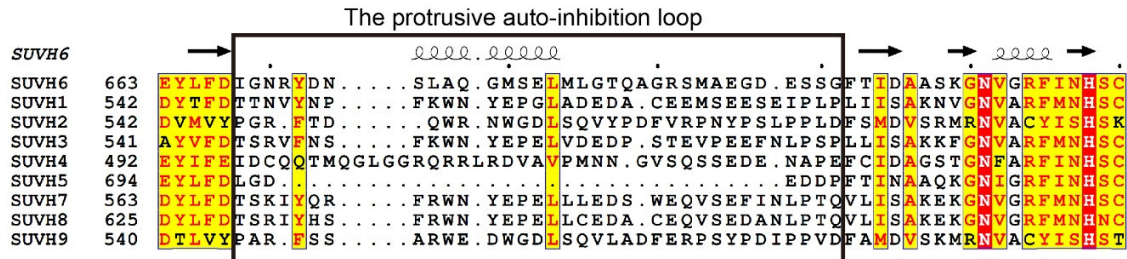 The protrusive auto-inhibition loop
SUVH6
SUVH6 663 EYLFDIGNRYDN.....SLAQ.GMSELMLGTQAGRSMAEGD.ESSGFTIDAASKGNVGRFINHSC
SUVH1 542 DYTFDTTNVYNP.....FKWN.YEPGLADEDA.CEEMSEESEIPLPLIISAKNVGNVARFMNHSC
SUVH2 542 DVMVYPGR.FTD......QWR.NWGDLSQVYPDFVRPNYPSLPPLDFSMDVSRMRNVACYISHSK
SUVH3 541 AYVFDTSRVFNS.....FKWN.YEPGLVDEDP.STEVPEEFNLPSPLLISAKKFGNVARFMNHSC
SUVH4 492 EYIFEIDCQQTMQGLGGRQRRLRDVAVPMNN.GVSQSSEDE.NAPEFCIDAGSTGNFARFINHSC
SUVH5 694 EYLFDLGD.......................................EDDPFTINAAQKGNIGRFINHSC
SUVH7 563 DYLFDTSKIYQR.....FRWN.YEPELLLEDS.WEQVSEFINLPTQVLISAKEKGNVGRFMNHSC
SUVH8 625 DYLFDTSRIYHS.....FRWN.YEPELLCEDA.CEQVSEDANLPTQVLISAKEKGNVGRFMNHNC
SUVH9 540 DTLVYPAR.FSS.....ARWE.DWGDLSQVLADFERPSYPDIPPVDFAMDVSKMRNVACYISHST